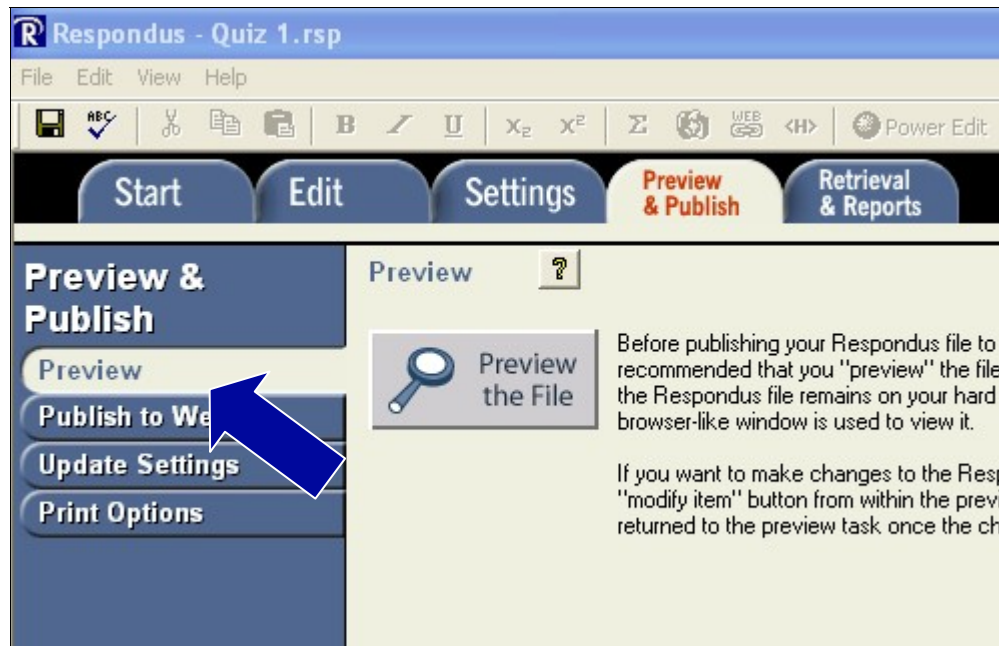 R Respondus - Quiz 1.rsp
File Edit View Help
ABC B I U X₂ X² Σ WEB <H> Power Edit
Start Edit Settings Preview & Publish Retrieval & Reports
Preview &
Publish
Preview
Publish to We
Update Settings
Print Options
Preview ?
Preview
the File
Before publishing your Respondus file to
recommended that you "preview" the file
the Respondus file remains on your hard
browser-like window is used to view it.
If you want to make changes to the Resp
"modify item" button from within the previ
returned to the preview task once the ch